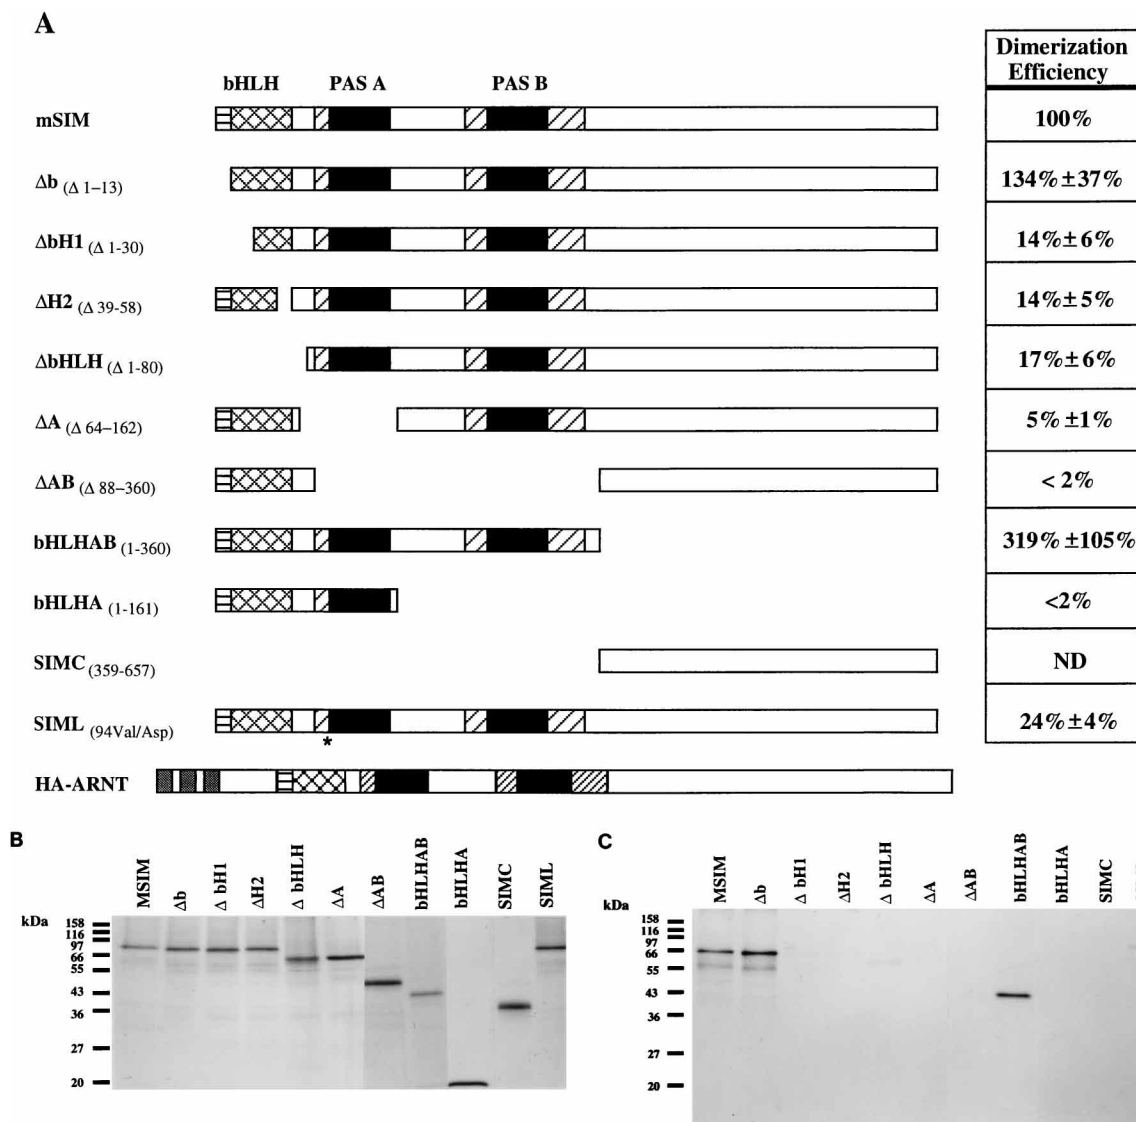 A
Dimerization
Efficiency
bHLH PAS A PAS B
mSIM 100%
Δb (Δ 1–13) 134% ± 37%
ΔbH1 (Δ 1-30) 14% ± 6%
ΔH2 (Δ 39-58) 14% ± 5%
ΔbHLH (Δ 1-80) 17% ± 6%
ΔA (Δ 64–162) 5% ± 1%
ΔAB (Δ 88–360) < 2%
bHLHAB (1-360) 319% ±105%
bHLHA (1-161) <2%
SIMC (359-657) ND
SIML (94Val/Asp) 24% ± 4%
*
HA-ARNT
B
MSIM Δb Δ bH1 ΔH2 Δ bHLH ΔA ΔAB bHLHAB bHLHA SIMC SIML
kDa
158
116
97
66
55
43
36
27
20
C
MSIM Δb Δ bH1 ΔH2 Δ bHLH ΔA ΔAB bHLHAB bHLHA SIMC
kDa
158
116
97
66
55
43
36
27
20